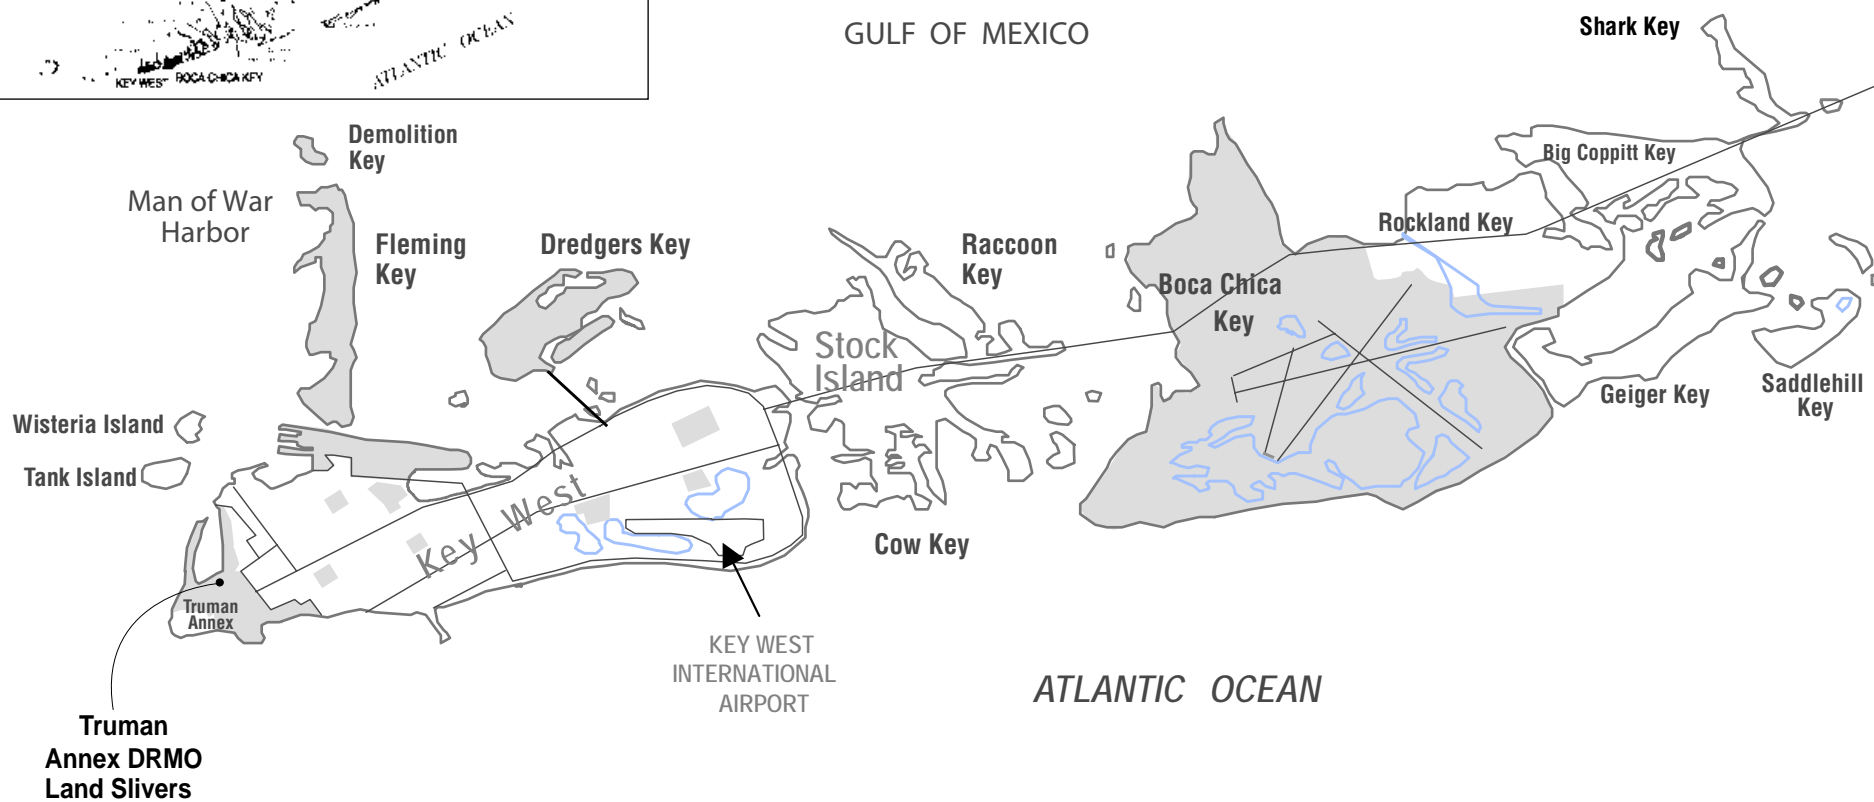 GULF OF MEXICO
Shark Key
ATLANTIC OCEAN
KEY WEST
BOCA CHICA KEY
Demolition
Key
Big Coppitt Key
Man of War
Harbor
Fleming
Key
Dredgers Key
Raccoon
Key
Rockland Key
Boca Chica
Key
Stock
Island
Geiger Key
Saddlehill
Key
Wisteria Island
Tank Island
Key West
Cow Key
Truman
Annex
KEY WEST
INTERNATIONAL
AIRPORT
ATLANTIC OCEAN
Truman
Annex DRMO
Land Slivers